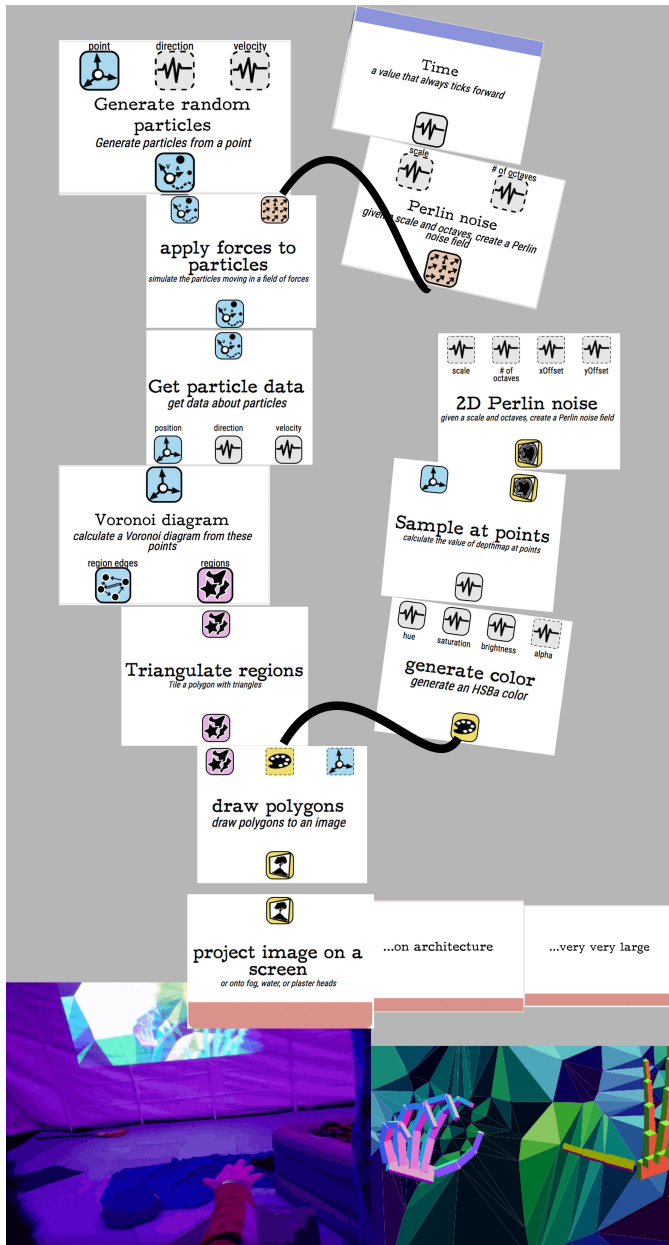 point
direction
velocity
Generate random
particles
Generate particles from a point
apply forces to
particles
simulate the particles moving in a field of forces
Get particle data
get data about particles
position
direction
velocity
Voronoi diagram
calculate a Voronoi diagram from these
points
region edges
regions
Triangulate regions
Tile a polygon with triangles
draw polygons
draw polygons to an image
project image on a
screen
or onto fog, water, or plaster heads
...on architecture
...very very large
Time
a value that always ticks forward
scale
# of octaves
Perlin noise
given a scale and octaves, create a Perlin
noise field
scale
# of
octaves
xOffset
yOffset
2D Perlin noise
given a scale and octaves, create a Perlin noise field
Sample at points
calculate the value of depthmap at points
hue
saturation
brightness
alpha
generate color
generate an HSBa color